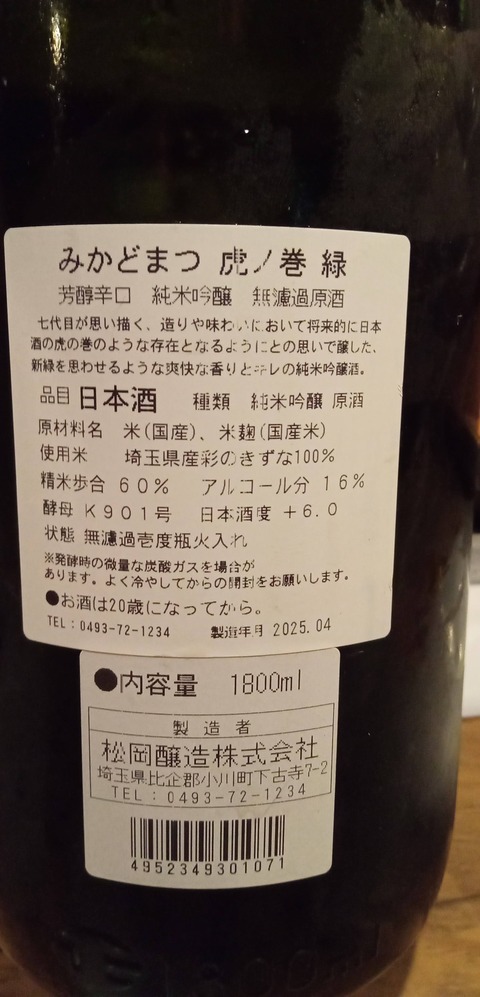 みかどまつ 虎ノ巻 緑
芳醇辛口 純米吟醸 無濾過原酒
七代目が思い描く、造りや味わいにおいて将来的に日本
酒の虎の巻のような存在となるようにとの思いで醸した、
新緑を思わせるような爽快な香りとキレの純米吟醸酒。
品目 日本酒 種類 純米吟醸 原酒
原材料名 米(国産)、米麹(国産米)
使用米 埼玉県産彩のきずな100%
精米歩合 60% アルコール分 16%
酵母 K901号 日本酒度 +6.0
状態 無濾過壱度瓶火入れ
※発酵時の微量な炭酸ガスを場合が
あります。よく冷やしてからの開封をお願いします。
●お酒は20歳になってから。
TEL:0493-72-1234 製造年月 2025.04
●内容量 1800ml
製造者
松岡醸造株式会社
埼玉県比企郡小川町下古寺7-2
TEL:0493-72-1234
4952349301071
1800ml